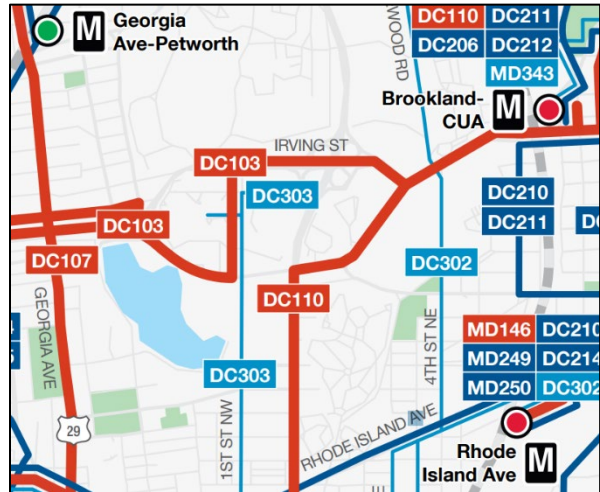 M
Georgia
Ave-Petworth
WOOD RD
DC110 DC211
DC206 DC212
MD343
Brookland-
CUA
M
IRVING ST
DC103
DC303
DC103
DC210
DC211
DC107
DC302
DC110
GEORGIA AVE
4TH ST NE
MD146 DC210
MD249 DC214
MD250 DC302
DC303
29
1ST ST NW
RHODE ISLAND AVE
Rhode
Island Ave
M